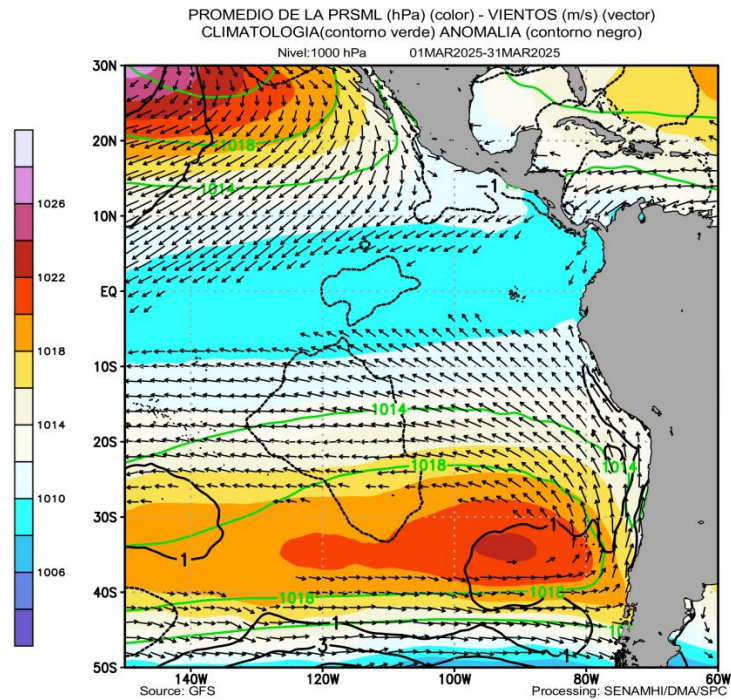 PROMEDIO DE LA PRSML (hPa) (color) - VIENTOS (m/s) (vector)
CLIMATOLOGIA(contorno verde) ANOMALIA (contorno negro)
Nivel:1000 hPa 01MAR2025-31MAR2025
30N
20N
10N
EQ
10S
20S
30S
40S
50S
140W
120W
100W
80W
60W
1026
1022
1018
1014
1010
1006
1018
1014
-1
0
1014
1018
1014
1
1
1018
1018
1
3
1
Source: GFS
Processing: SENAMHI/DMA/SPC